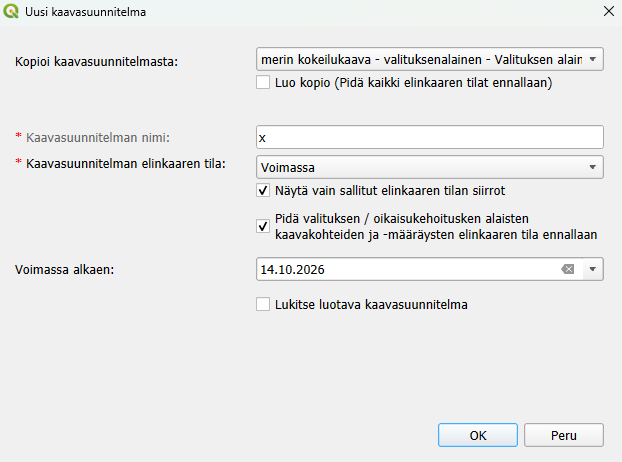 Uusi kaavasuunnitelma
Kopioi kaavasuunnitelmasta:
merin kokeilukaava - valituksenalainen - Valituksen alain
Luo kopio (Pidä kaikki elinkaaren tilat ennallaan)
* Kaavasuunnitelman nimi:
x
* Kaavasuunnitelman elinkaaren tila:
Voimassa
Näytä vain sallitut elinkaaren tilan siirrot
Pidä valituksen / oikaisukehoitusken alaisten
kaavakohteiden ja -määräysten elinkaaren tila ennallaan
Voimassa alkaen:
14.10.2026
Lukitse luotava kaavasuunnitelma
OK
Peru